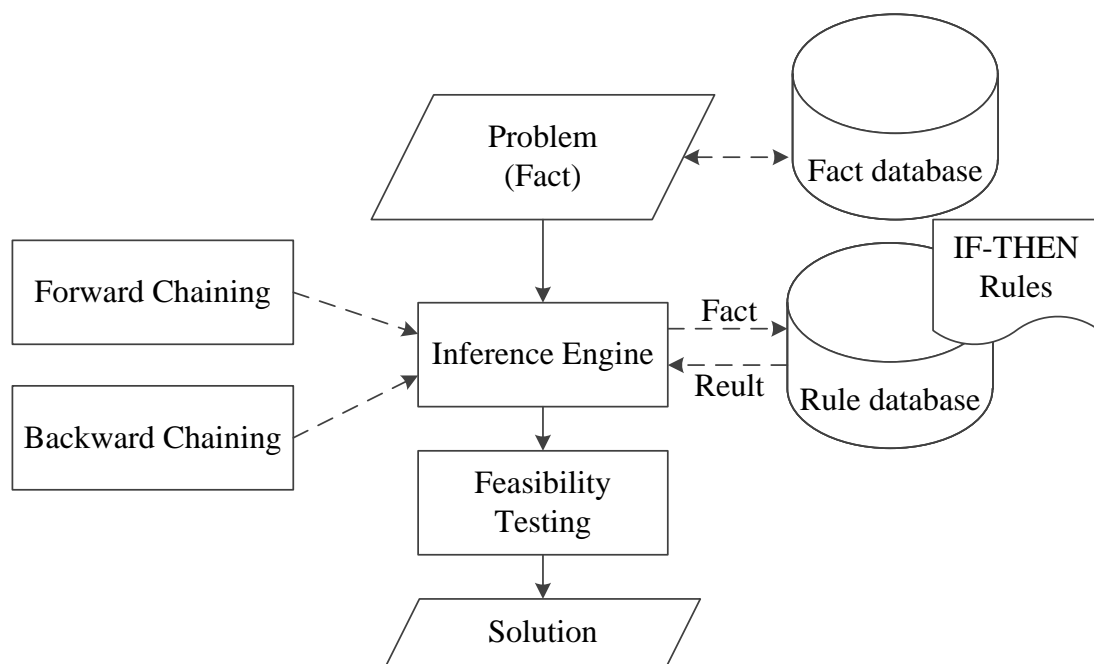 Problem
(Fact)
Fact database
IF-THEN
Rules
Forward Chaining
Fact
Inference Engine
Reult
Rule database
Backward Chaining
Feasibility
Testing
Solution